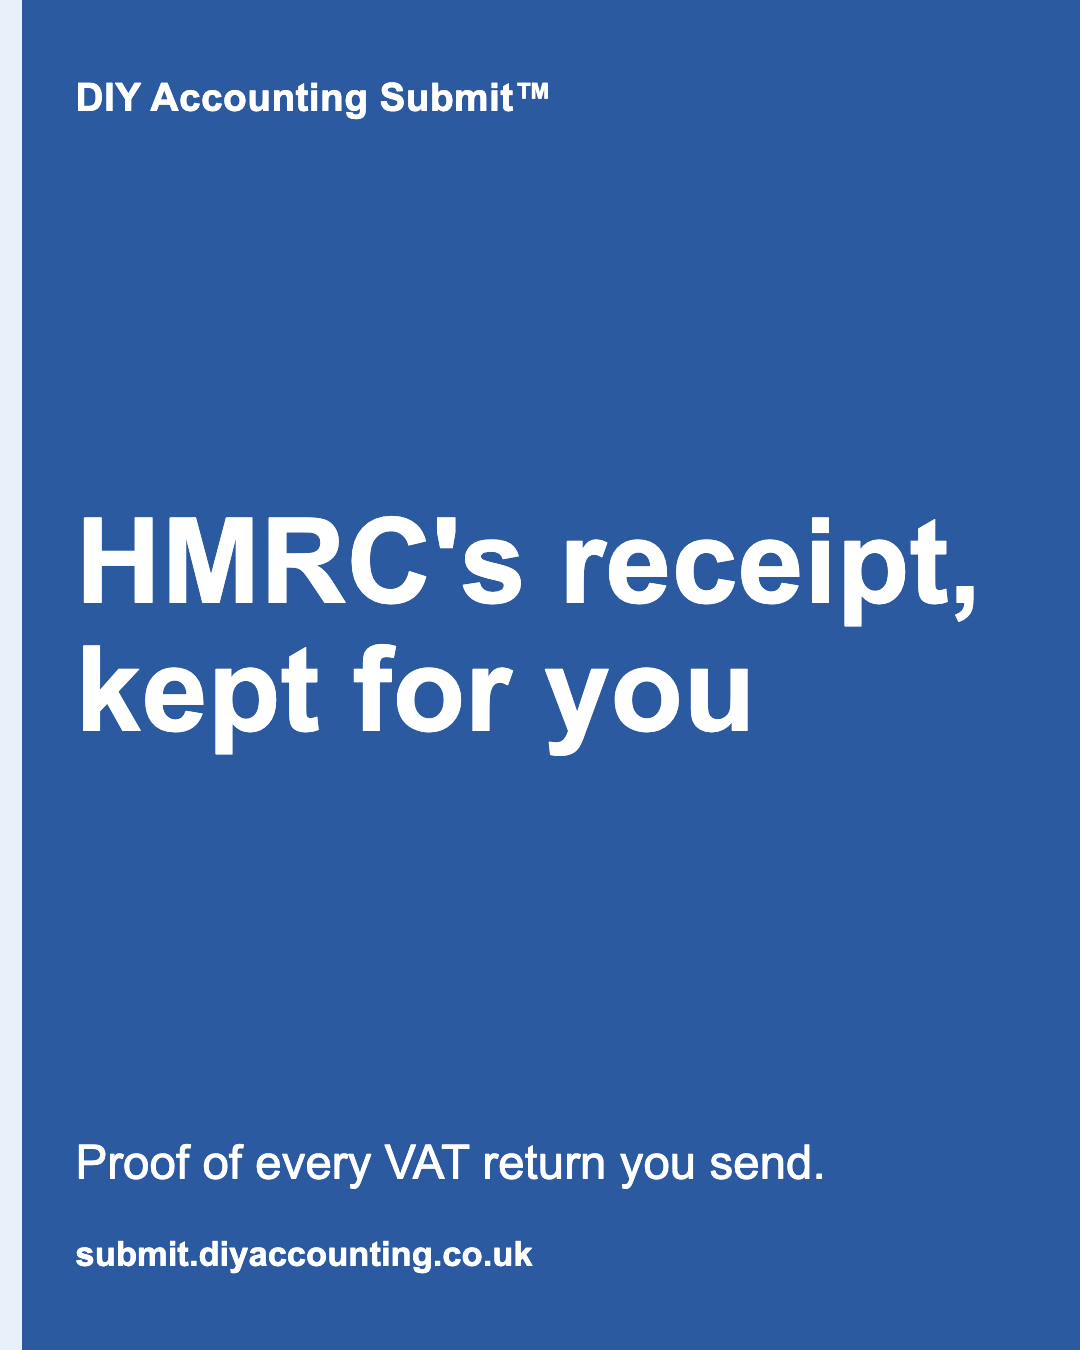 DIY Accounting Submit™
HMRC's receipt,
kept for you
Proof of every VAT return you send.
submit.diyaccounting.co.uk